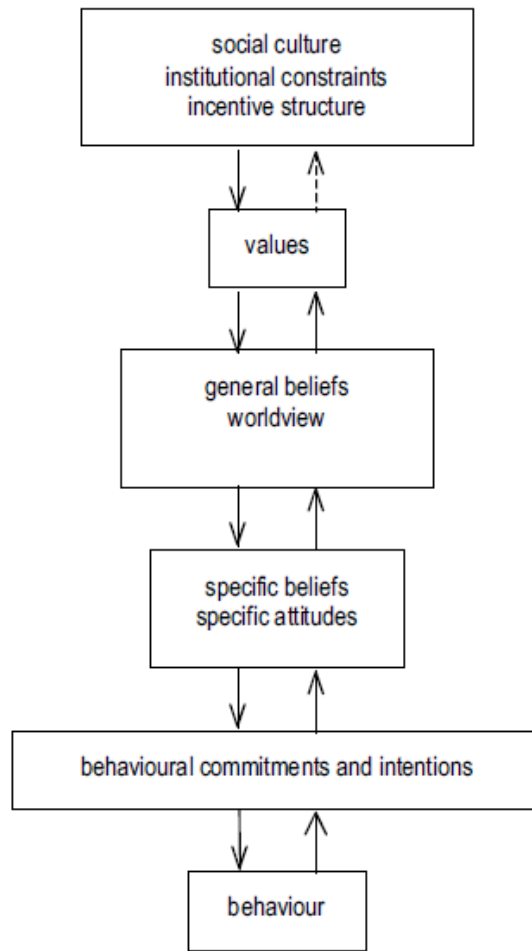 social culture
institutional constraints
incentive structure
values
general beliefs
worldview
specific beliefs
specific attitudes
behavioural commitments and intentions
behaviour